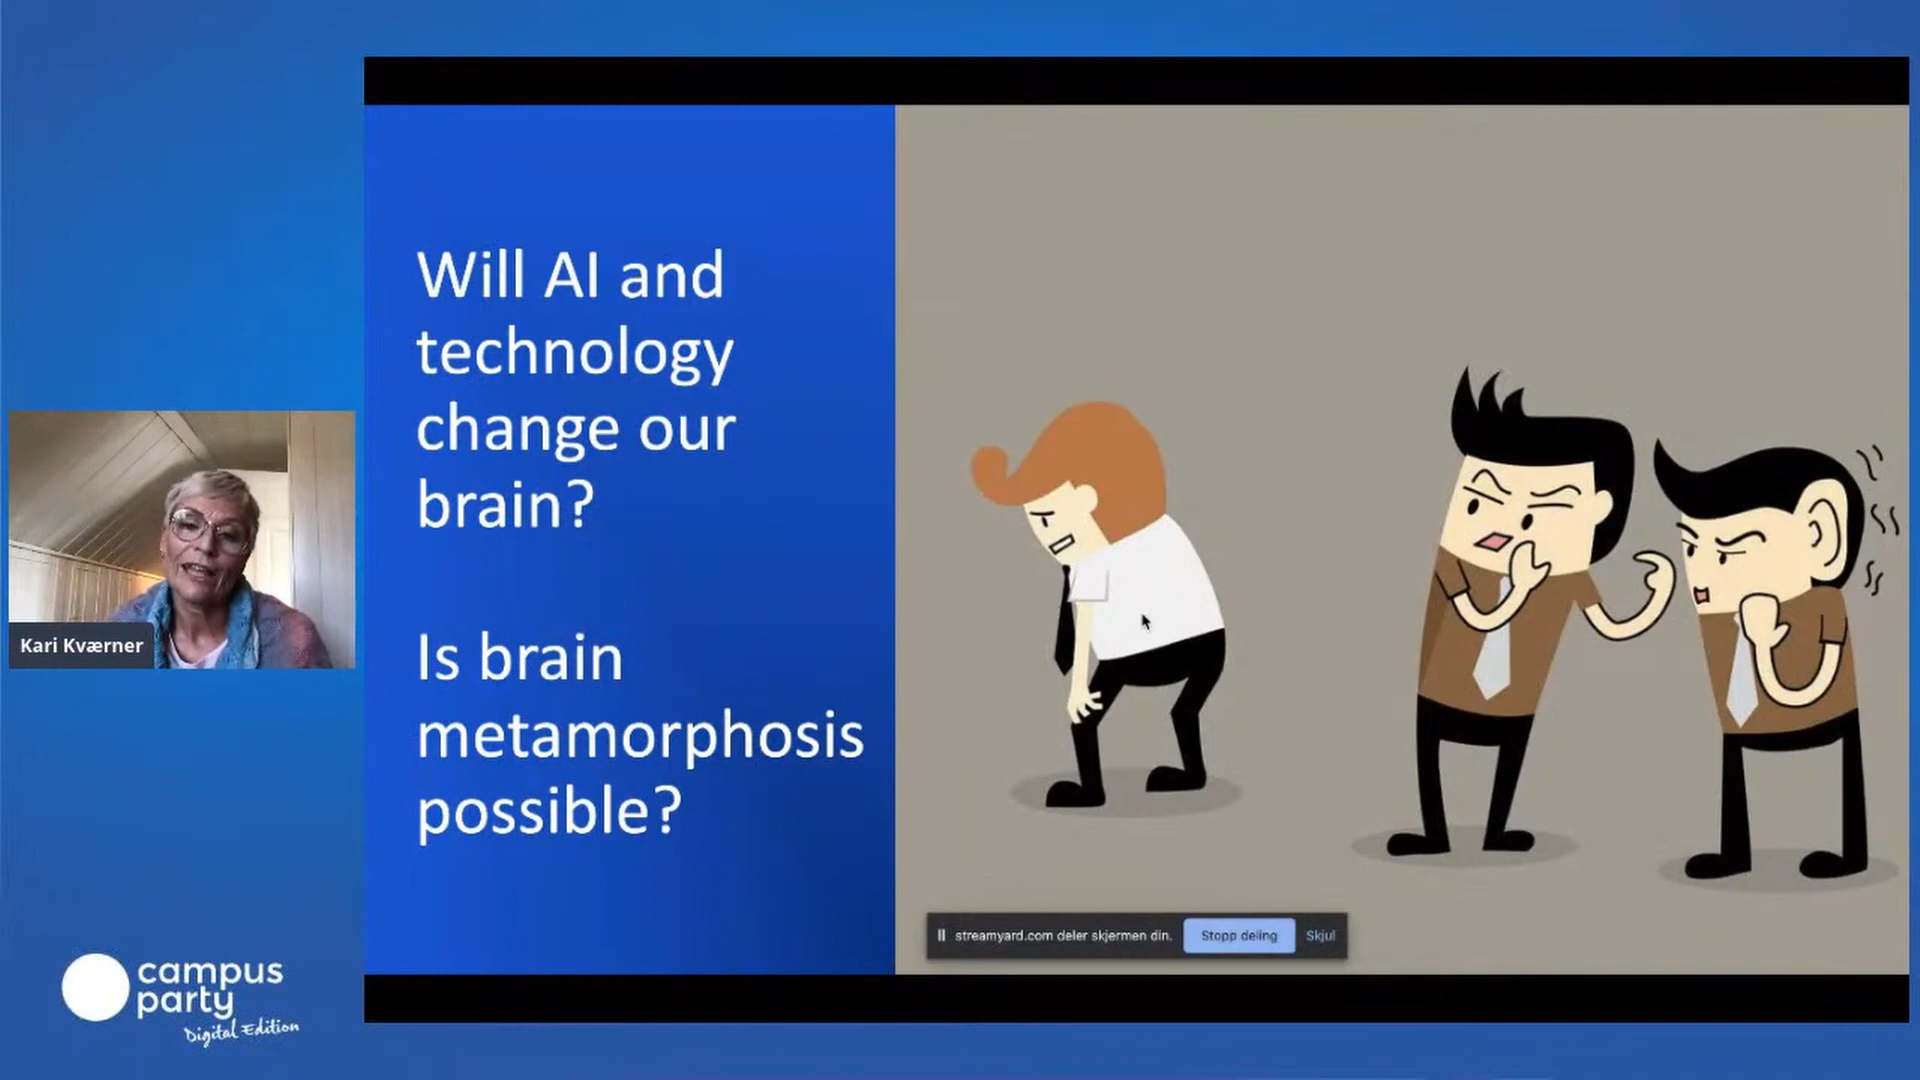 Will AI and
technology
change our
brain?
Is brain
metamorphosis
possible?
Kari Kværner
streamyard.com deler skjermen din. Stopp deling Skjul
campus
party
Digital Edition